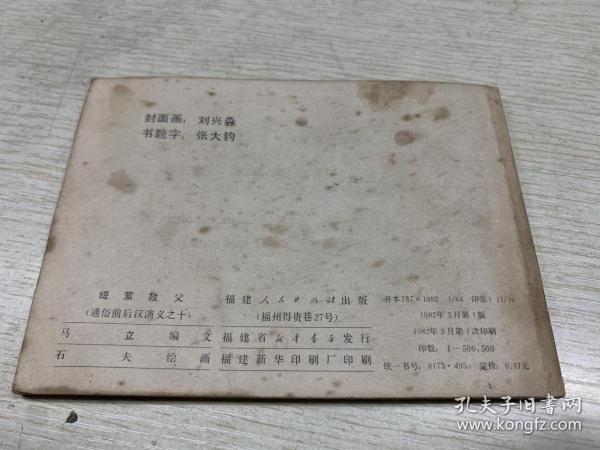 封面画：刘兴淼
书题字：张大钧
缇萦救父
（通俗前后汉演义之十）
马立编文
石夫绘画
福建人民出版社出版
（福州得贵巷27号）
福建省新华书店发行
福建新华印刷厂印刷
开本787×1092 1/64 印张1 11/16
1982年3月第1版
1982年3月第1次印刷
印数：1—500,500
统一书号：8173·495 定价：0.17元
孔夫子旧书网
www.kongfz.com